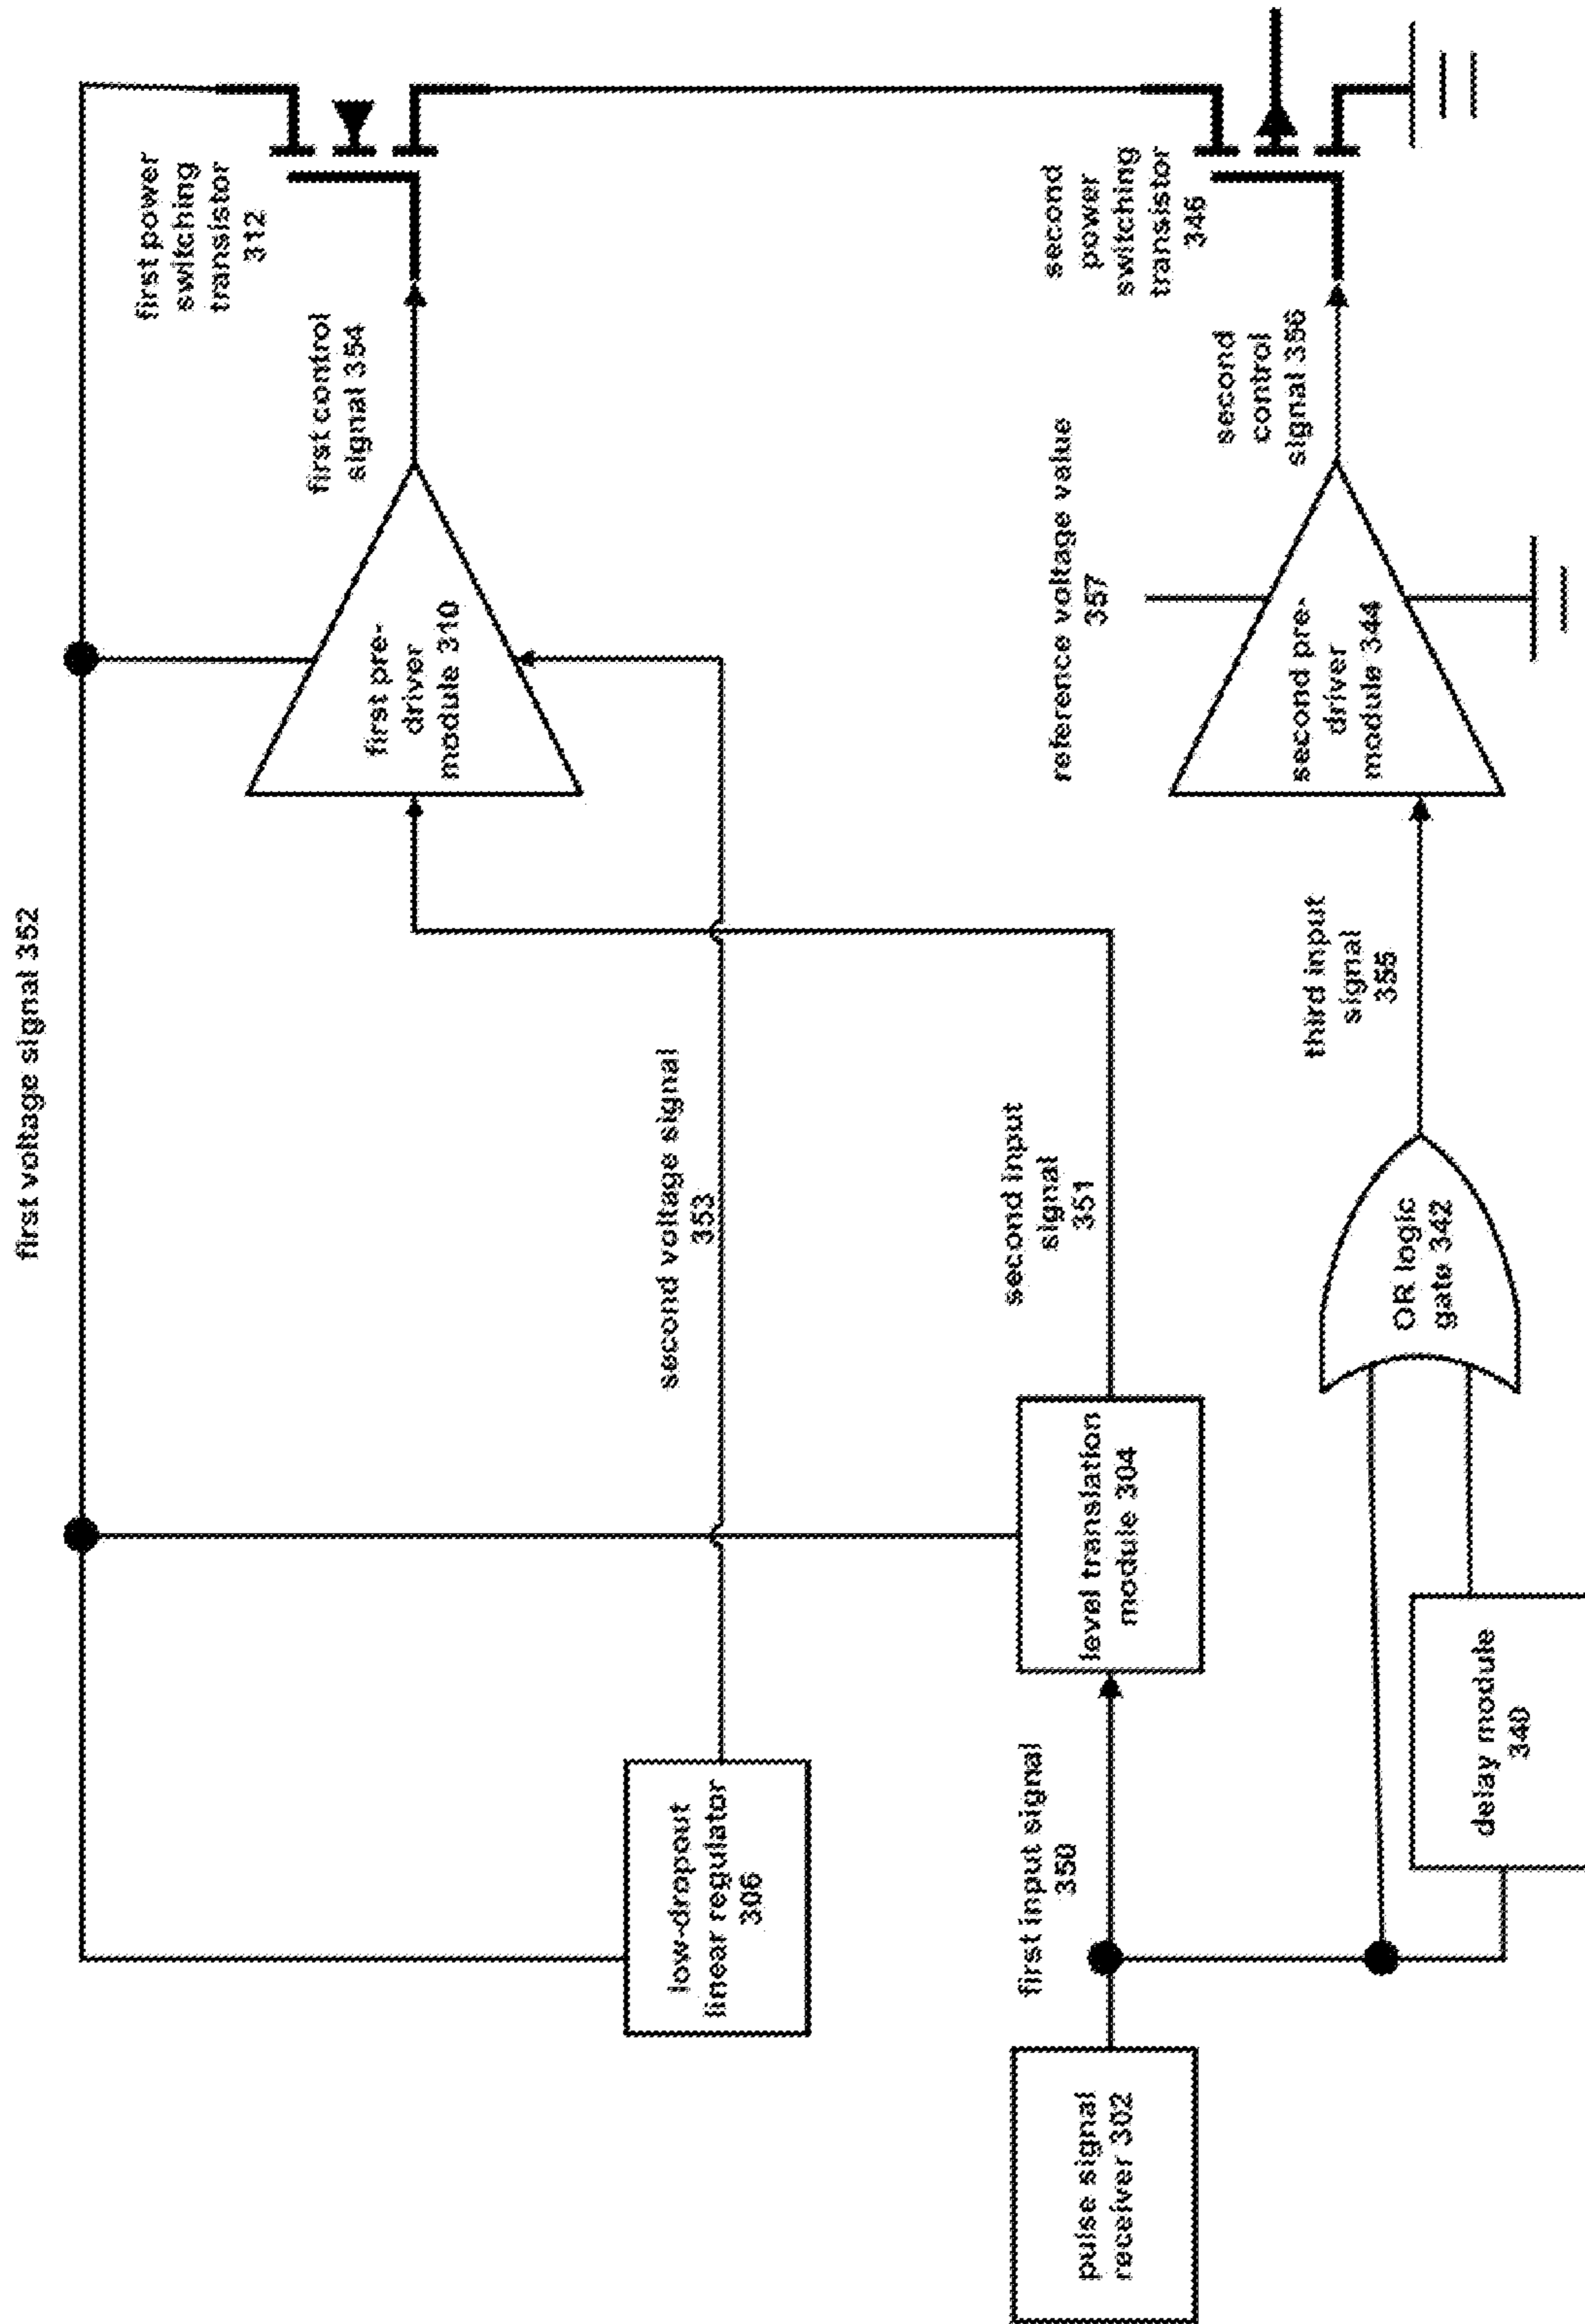 first voltage signal 352
first power
switching
transistor
312
first control
signal 354
first pre-
driver
module 310
second voltage signal
353
low-dropout
linear regulator
306
second input
signal
351
level translation
module 304
first input signal
350
pulse signal
receiver 302
second
power
switching
transistor
346
second
control
signal 356
reference voltage value
357
second pre-
driver
module 344
third input
signal
355
OR logic
gate 342
delay module
340